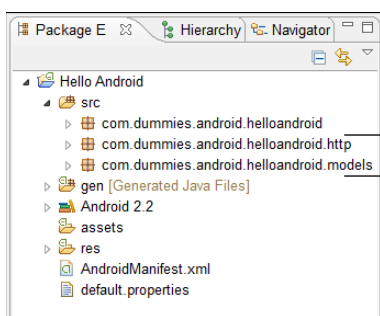 Package E Hierarchy Navigator
Hello Android
src
com.dummies.android.helloandroid
com.dummies.android.helloandroid.http
com.dummies.android.helloandroid.models
gen [Generated Java Files]
Android 2.2
assets
res
AndroidManifest.xml
default.properties